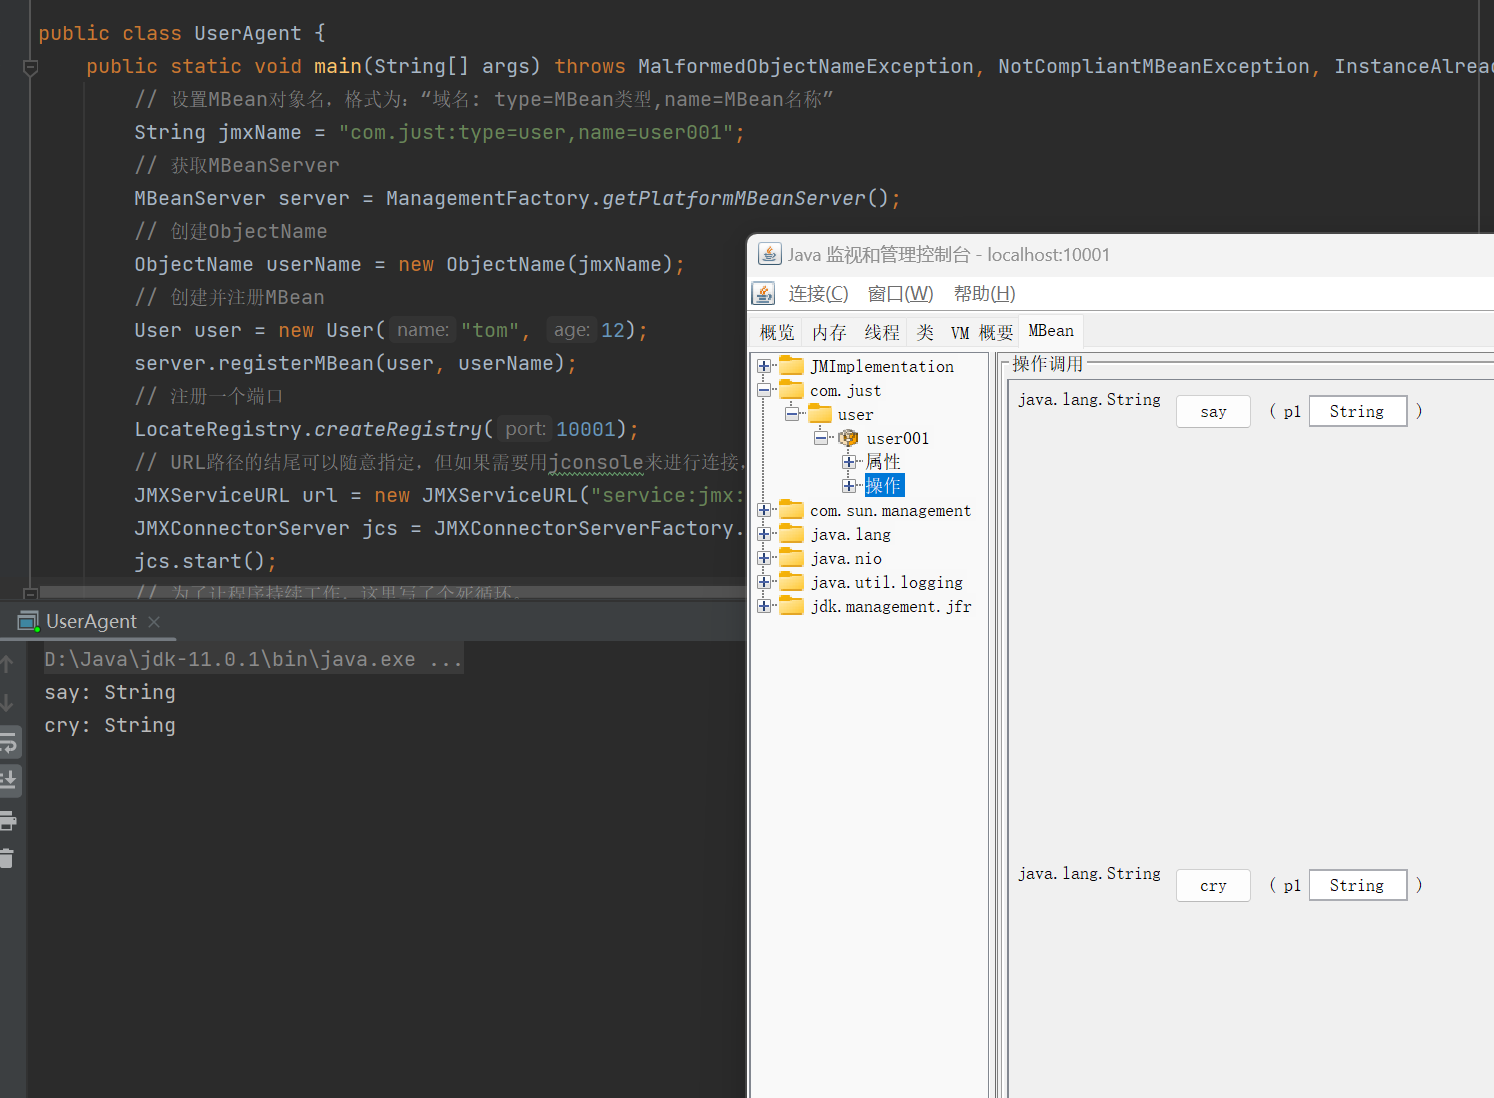 public class UserAgent {
public static void main(String[] args) throws MalformedObjectNameException, NotCompliantMBeanException, InstanceAlread
// 设置MBean对象名，格式为：“域名: type=MBean类型,name=MBean名称”
String jmxName = "com.just:type=user,name=user001";
// 获取MBeanServer
MBeanServer server = ManagementFactory.getPlatformMBeanServer();
// 创建ObjectName
ObjectName userName = new ObjectName(jmxName);
// 创建并注册MBean
User user = new User( name: "tom", age: 12);
server.registerMBean(user, userName);
// 注册一个端口
LocateRegistry.createRegistry( port: 10001);
// URL路径的结尾可以随意指定，但如果需要用jconsole来进行连接，
JMXServiceURL url = new JMXServiceURL("service:jmx:
JMXConnectorServer jcs = JMXConnectorServerFactory.
jcs.start();
// 为了让程序持续工作，这里写了个死循环。
UserAgent
D:\Java\jdk-11.0.1\bin\java.exe ...
say: String
cry: String
Java 监视和管理控制台 - localhost:10001
连接(C) 窗口(W) 帮助(H)
概览 内存 线程 类 VM 概要 MBean
JMImplementation
com.just
user
user001
属性
操作
com.sun.management
java.lang
java.nio
java.util.logging
jdk.management.jfr
操作调用
java.lang.String say ( p1 String )
java.lang.String cry ( p1 String )